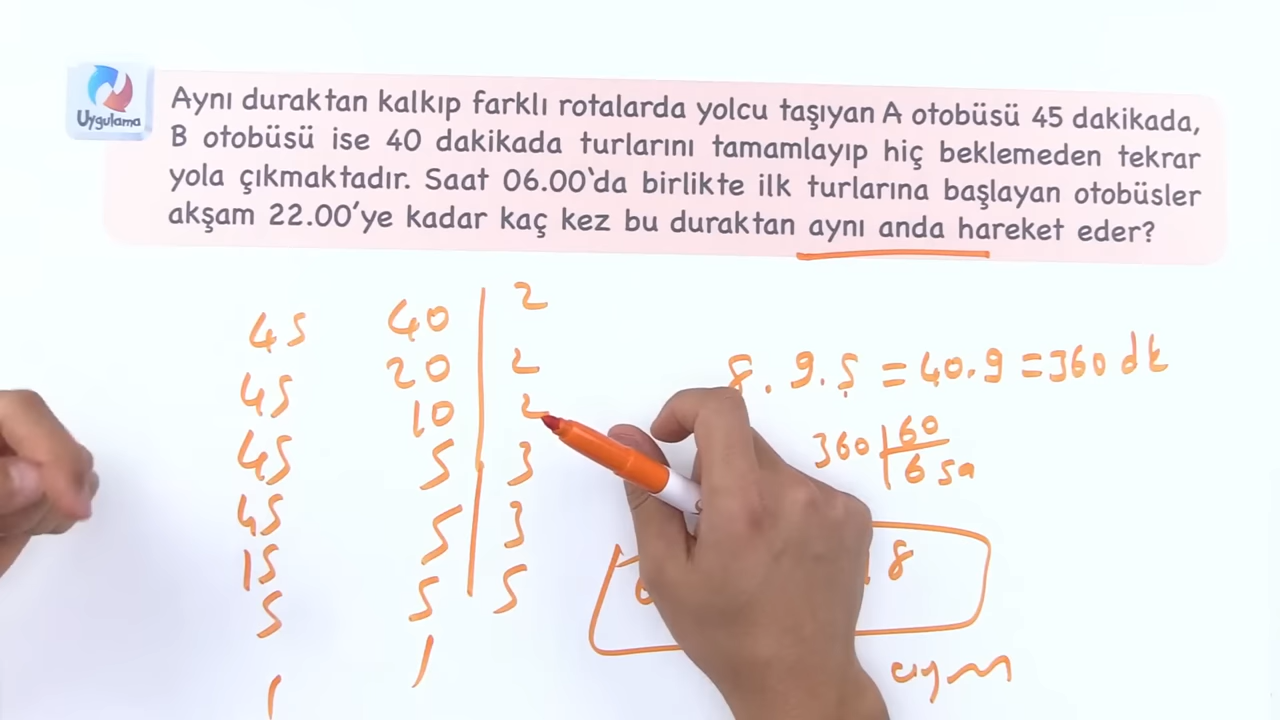 Uygulama
Aynı duraktan kalkıp farklı rotalarda yolcu taşıyan A otobüsü 45 dakikada,
B otobüsü ise 40 dakikada turlarını tamamlayıp hiç beklemeden tekrar
yola çıkmaktadır. Saat 06.00'da birlikte ilk turlarına başlayan otobüsler
akşam 22.00'ye kadar kaç kez bu duraktan aynı anda hareket eder?
45 40 2
45 20 2
45 10 2
45 5 3
15 5 3
5 5 5
1 1
8.9.5 = 40.9 = 360 dk
360 60
6 sa
8
aynı